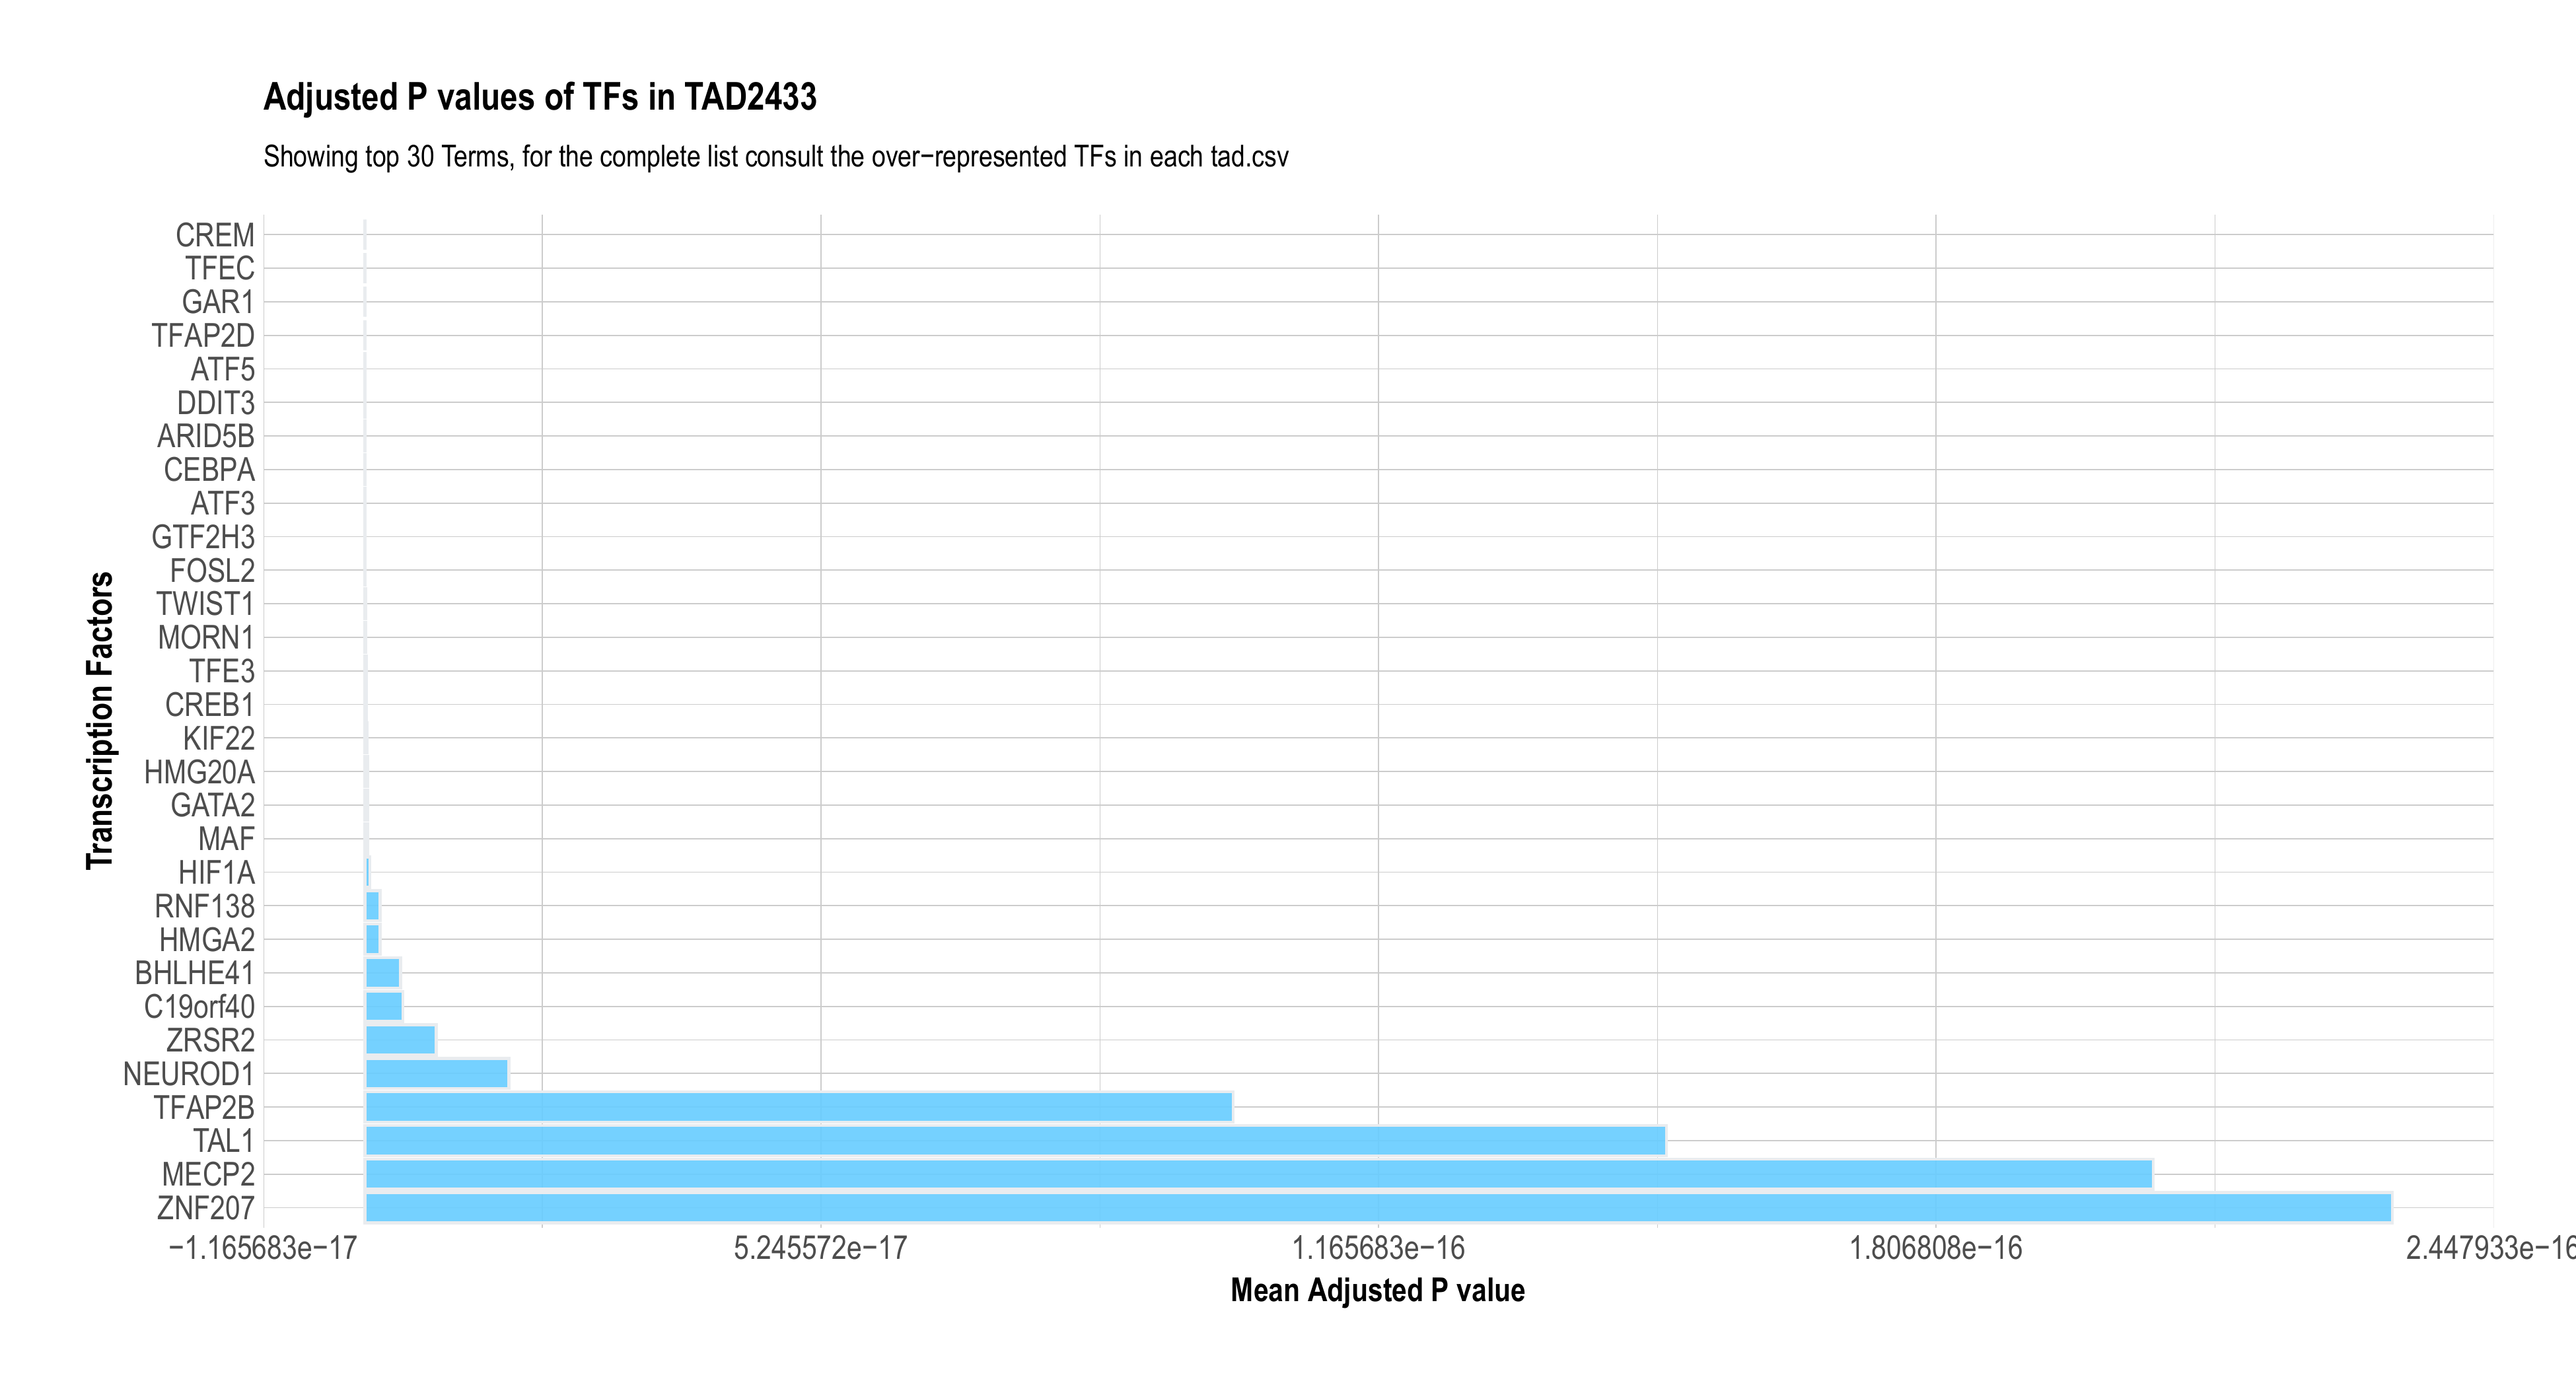 Adjusted P values of TFs in TAD2433
Showing top 30 Terms, for the complete list consult the over−represented TFs in each tad.csv
Transcription Factors
CREM
TFEC
GAR1
TFAP2D
ATF5
DDIT3
ARID5B
CEBPA
ATF3
GTF2H3
FOSL2
TWIST1
MORN1
TFE3
CREB1
KIF22
HMG20A
GATA2
MAF
HIF1A
RNF138
HMGA2
BHLHE41
C19orf40
ZRSR2
NEUROD1
TFAP2B
TAL1
MECP2
ZNF207
−1.165683e−17 5.245572e−17 1.165683e−16 1.806808e−16 2.447933e−16
Mean Adjusted P value